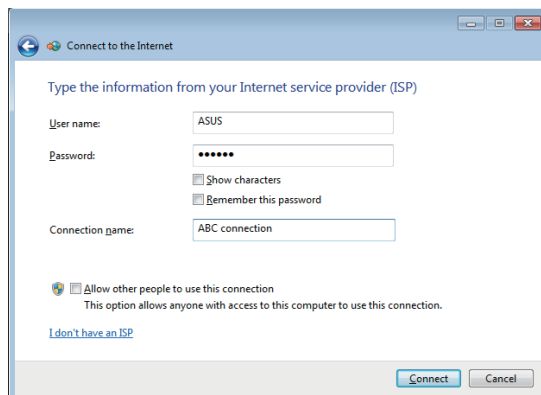 Connect to the Internet
Type the information from your Internet service provider (ISP)
User name: ASUS
Password: ••••••
Show characters
Remember this password
Connection name: ABC connection
Allow other people to use this connection
This option allows anyone with access to this computer to use this connection.
I don't have an ISP
Connect Cancel